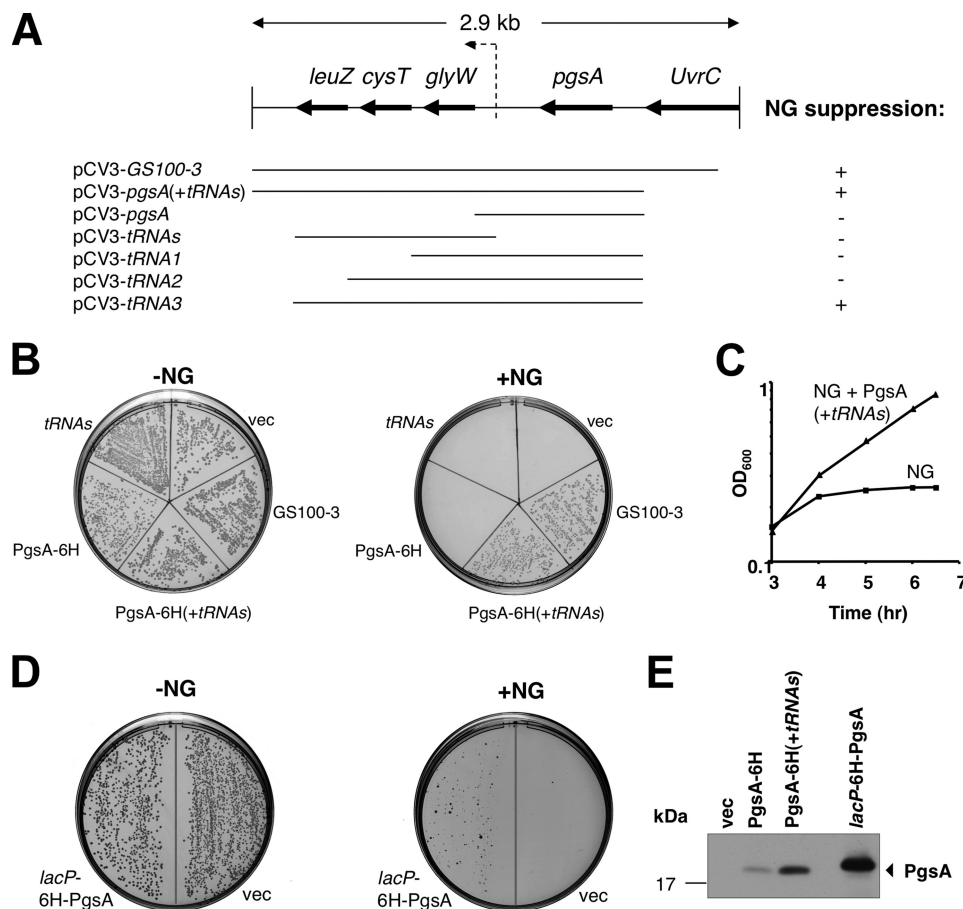 A
2.9 kb
leuZ cysT glyW pgsA UvrC
NG suppression:
pCV3-GS100-3 +
pCV3-pgsA(+tRNAs) +
pCV3-pgsA -
pCV3-tRNAs -
pCV3-tRNA1 -
pCV3-tRNA2 -
pCV3-tRNA3 +
B
-NG
tRNAs
vec
PgsA-6H
GS100-3
PgsA-6H(+tRNAs)
+NG
tRNAs
vec
PgsA-6H
GS100-3
PgsA-6H(+tRNAs)
C
1
NG + PgsA
(+tRNAs)
NG
OD600
0.1
3 4 5 6 7
Time (hr)
D
-NG
lacP-
6H-PgsA
vec
+NG
lacP-
6H-PgsA
vec
E
vec
PgsA-6H
PgsA-6H(+tRNAs)
lacP-6H-PgsA
kDa
17
PgsA